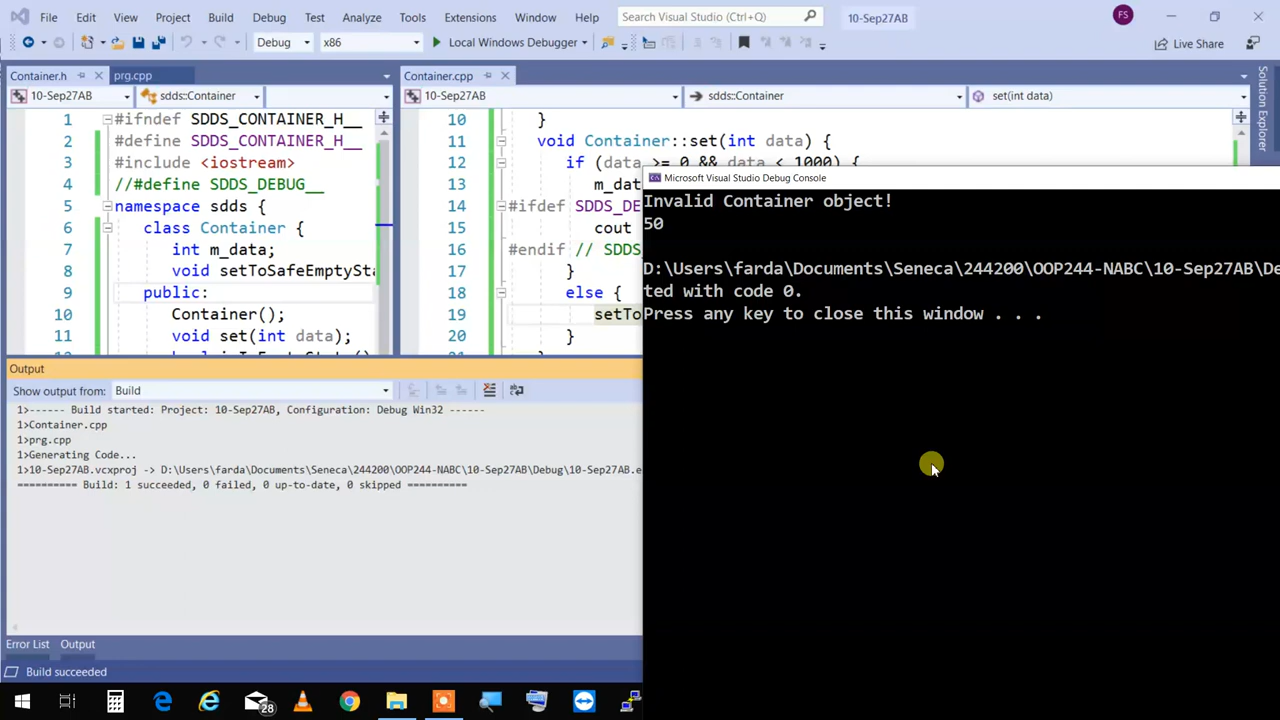 File Edit View Project Build Debug Test Analyze Tools Extensions Window Help Search Visual Studio (Ctrl+Q) 10-Sep27AB FS
Debug x86 Local Windows Debugger Live Share
Container.h prg.cpp
10-Sep27AB sdds::Container
1 #ifndef SDDS_CONTAINER_H__
2 #define SDDS_CONTAINER_H__
3 #include <iostream>
4 //#define SDDS_DEBUG__
5 namespace sdds {
6 class Container {
7 int m_data;
8 void setToSafeEmptySta
9 public:
10 Container();
11 void set(int data);
Container.cpp
10-Sep27AB sdds::Container set(int data)
10 }
11 void Container::set(int data) {
12 if (data >= 0 && data < 1000) {
13 m_dat
14 #ifdef SDDS_DE
15 cout
16 #endif // SDDS
17 }
18 else {
19 setTo
20 }
Solution Explorer
Microsoft Visual Studio Debug Console
Invalid Container object!
50
D:\Users\farda\Documents\Seneca\244200\OOP244-NABC\10-Sep27AB\De
ted with code 0.
Press any key to close this window . . .
Output
Show output from: Build
1>------ Build started: Project: 10-Sep27AB, Configuration: Debug Win32 ------
1>Container.cpp
1>prg.cpp
1>Generating Code...
1>10-Sep27AB.vcxproj -> D:\Users\farda\Documents\Seneca\244200\OOP244-NABC\10-Sep27AB\Debug\10-Sep27AB.e
========== Build: 1 succeeded, 0 failed, 0 up-to-date, 0 skipped ==========
Error List Output
Build succeeded
28